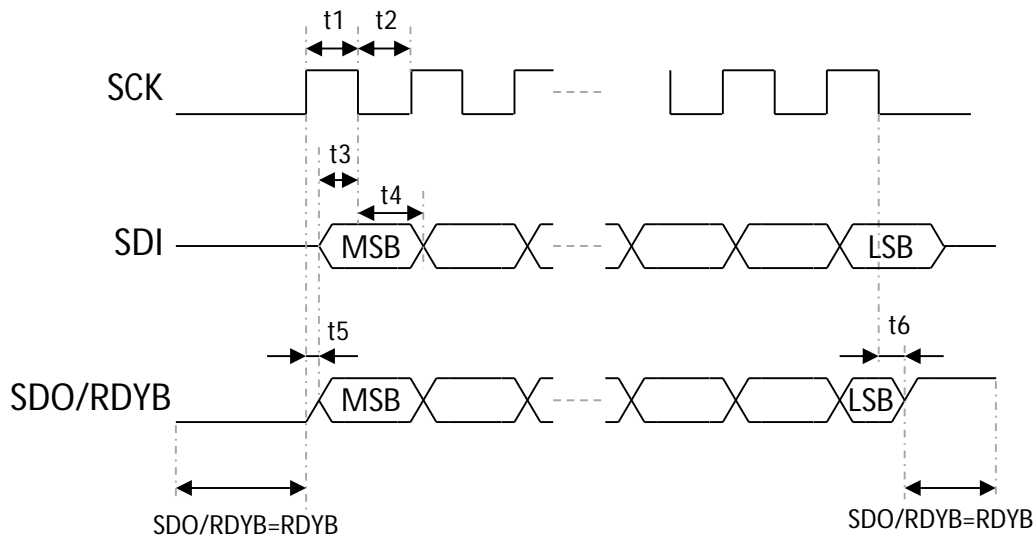 t1 t2
SCK
t3
t4
SDI MSB LSB
t5 t6
SDO/RDYB MSB LSB
SDO/RDYB=RDYB SDO/RDYB=RDYB